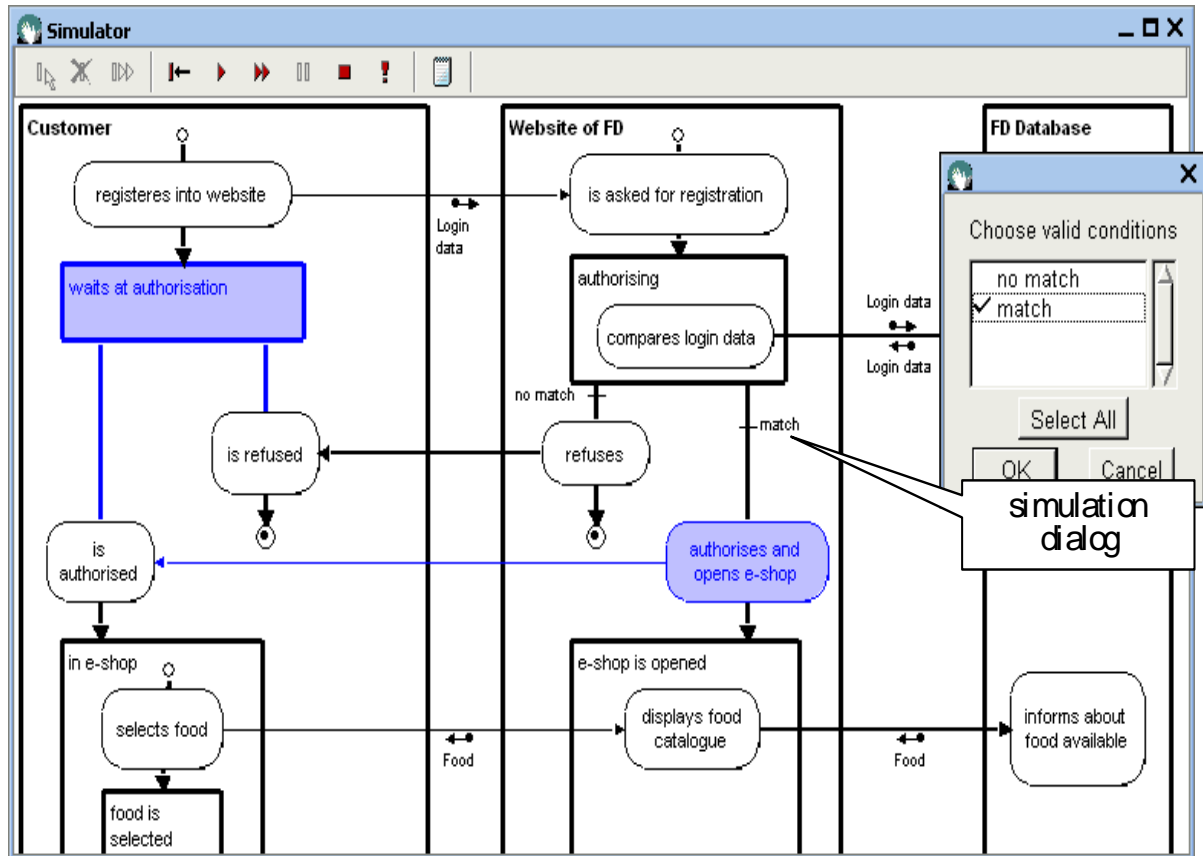 Simulator
Customer
registeres into website
waits at authorisation
is refused
is
authorised
in e-shop
selects food
food is
selected
Login
data
Food
Website of FD
is asked for registration
authorising
compares login data
no match
match
refuses
authorises and
opens e-shop
e-shop is opened
displays food
catalogue
Login data
Login data
Food
FD Database
informs about
food available
Choose valid conditions
no match
match
Select All
OK
Cancel
simulation
dialog